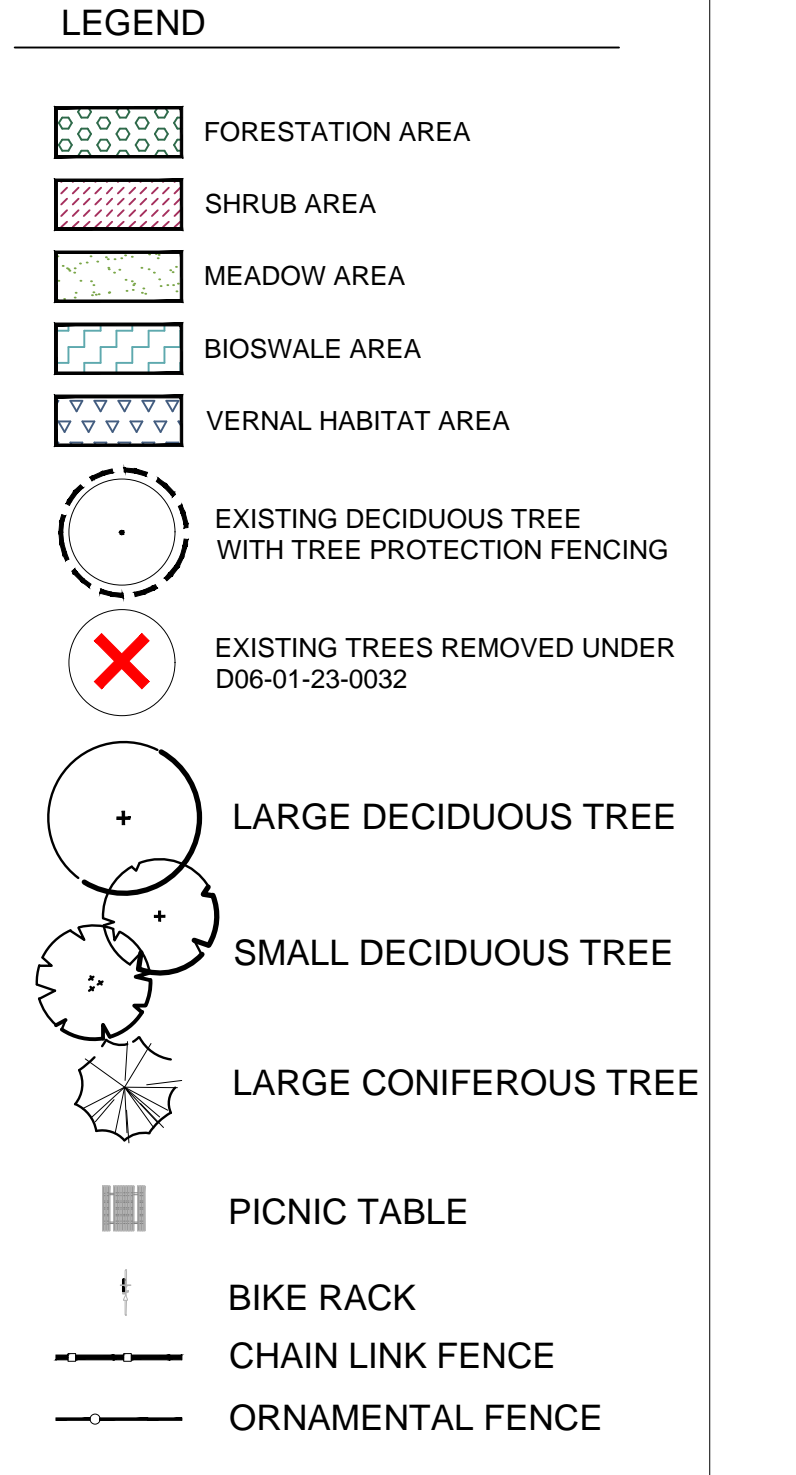 LEGEND
FORESTATION AREA
SHRUB AREA
MEADOW AREA
BIOSWALE AREA
VERNAL HABITAT AREA
EXISTING DECIDUOUS TREE
WITH TREE PROTECTION FENCING
EXISTING TREES REMOVED UNDER
D06-01-23-0032
LARGE DECIDUOUS TREE
SMALL DECIDUOUS TREE
LARGE CONIFEROUS TREE
PICNIC TABLE
BIKE RACK
CHAIN LINK FENCE
ORNAMENTAL FENCE